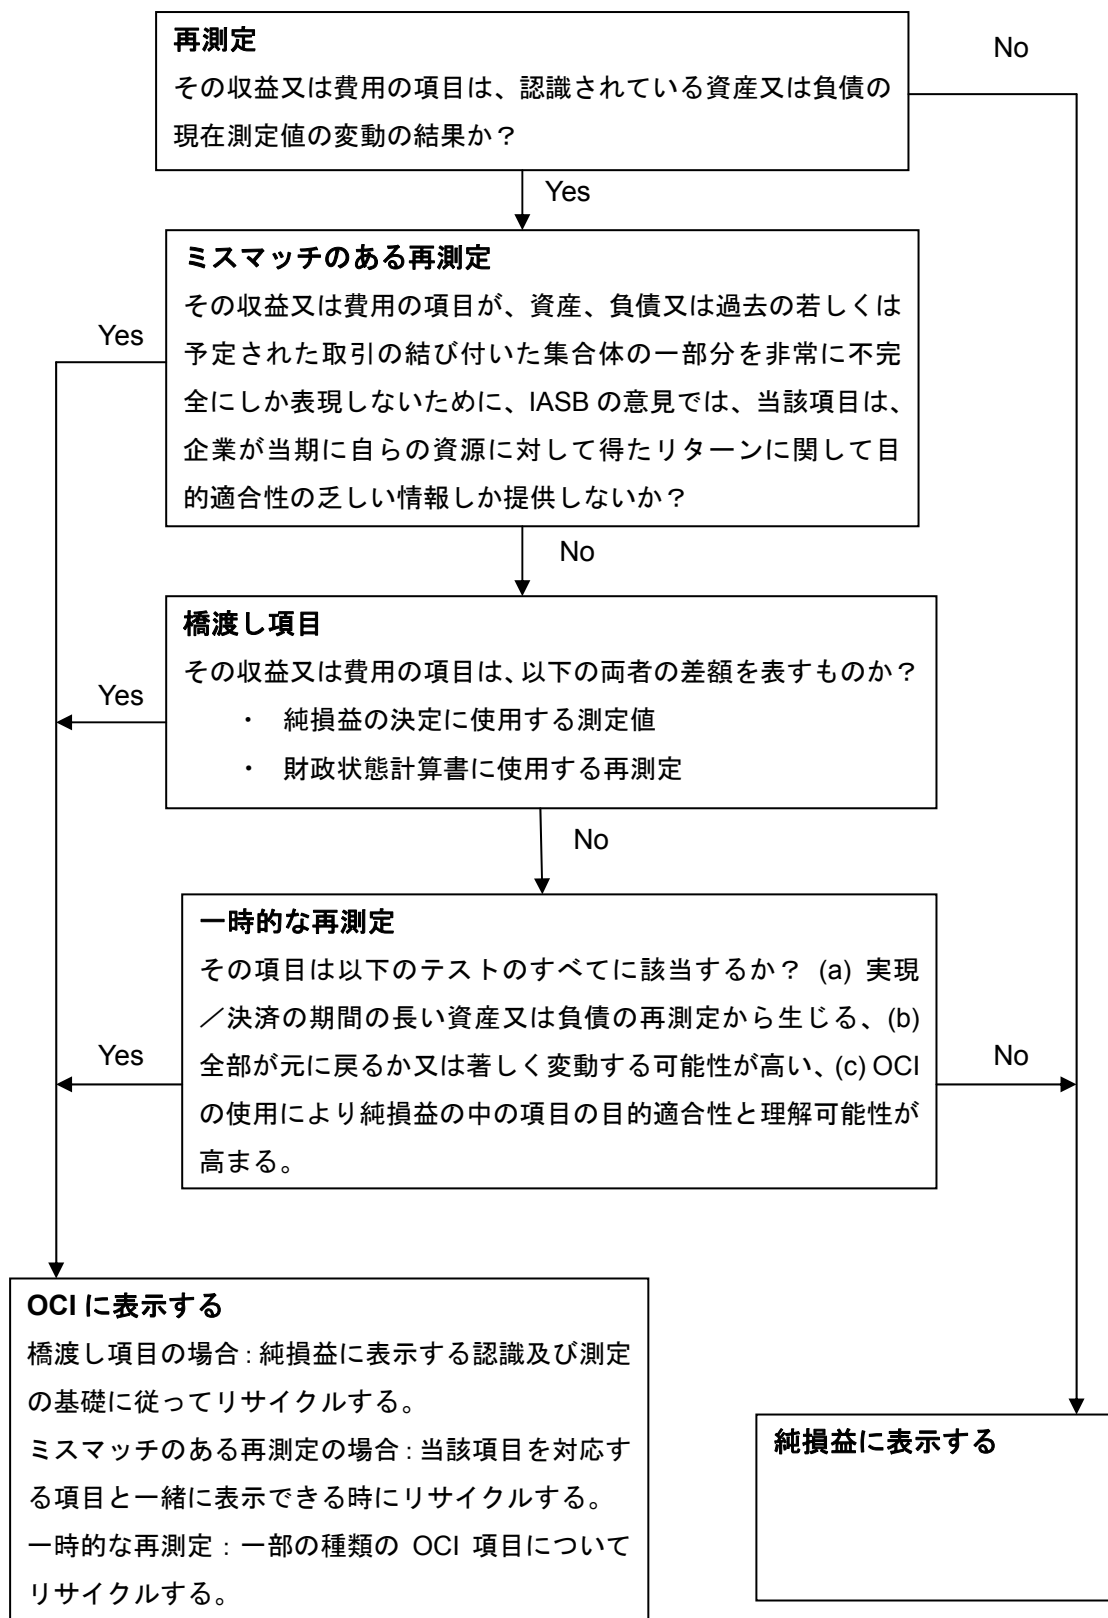 再測定
その収益又は費用の項目は、認識されている資産又は負債の
現在測定値の変動の結果か？
No
Yes
ミスマッチのある再測定
その収益又は費用の項目が、資産、負債又は過去の若しくは
予定された取引の結び付いた集合体の一部分を非常に不完
全にしか表現しないために、IASB の意見では、当該項目は、
企業が当期に自らの資源に対して得たリターンに関して目
的適合性の乏しい情報しか提供しないか？
Yes
No
橋渡し項目
その収益又は費用の項目は、以下の両者の差額を表すものか？
・ 純損益の決定に使用する測定値
・ 財政状態計算書に使用する再測定
Yes
No
一時的な再測定
その項目は以下のテストのすべてに該当するか？ (a) 実現
／決済の期間の長い資産又は負債の再測定から生じる、(b)
全部が元に戻るか又は著しく変動する可能性が高い、(c) OCI
の使用により純損益の中の項目の目的適合性と理解可能性が
高まる。
Yes
No
OCI に表示する
橋渡し項目の場合：純損益に表示する認識及び測定
の基礎に従ってリサイクルする。
ミスマッチのある再測定の場合：当該項目を対応す
る項目と一緒に表示できる時にリサイクルする。
一時的な再測定：一部の種類の OCI 項目について
リサイクルする。
純損益に表示する